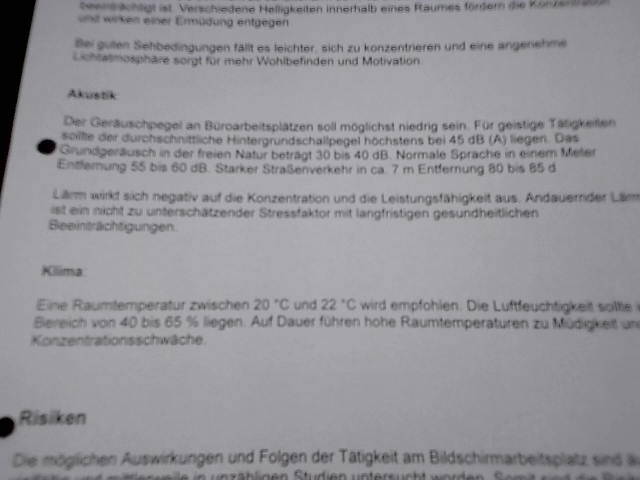 beeinträchtigt ist. Verschiedene Helligkeiten innerhalb eines Raumes fördern die Konzentration
und wirken einer Ermüdung entgegen.
Bei guten Sehbedingungen fällt es leichter, sich zu konzentrieren und eine angenehme
Lichtatmosphäre sorgt für mehr Wohlbefinden und Motivation.
Akustik:
Der Geräuschpegel an Büroarbeitsplätzen soll möglichst niedrig sein. Für geistige Tätigkeiten
sollte der durchschnittliche Hintergrundschallpegel höchstens bei 45 dB (A) liegen. Das
Grundgeräusch in der freien Natur beträgt 30 bis 40 dB. Normale Sprache in einem Meter
Entfernung 55 bis 60 dB. Starker Straßenverkehr in ca. 7 m Entfernung 80 bis 85 d
Lärm wirkt sich negativ auf die Konzentration und die Leistungsfähigkeit aus. Andauernder Lärm
ist ein nicht zu unterschätzender Stressfaktor mit langfristigen gesundheitlichen
Beeinträchtigungen.
Klima:
Eine Raumtemperatur zwischen 20 °C und 22 °C wird empfohlen. Die Luftfeuchtigkeit sollte
Bereich von 40 bis 65 % liegen. Auf Dauer führen hohe Raumtemperaturen zu Müdigkeit und
Konzentrationsschwäche.
Risiken
Die möglichen Auswirkungen und Folgen der Tätigkeit am Bildschirmarbeitsplatz sind
und mittlerweile in unzähligen Studien untersucht worden. Somit sind die